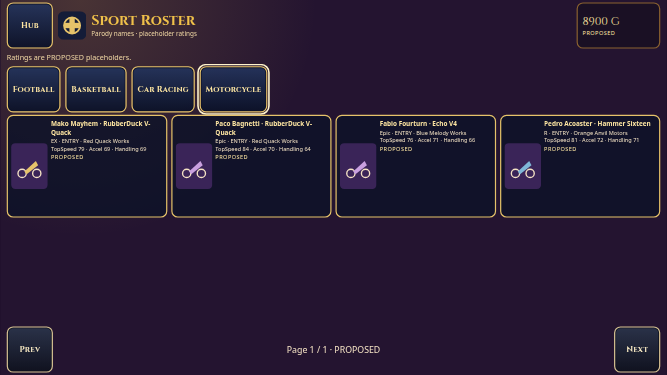 HUB
SPORT ROSTER
Parody names · placeholder ratings
8900 G
PROPOSED
Ratings are PROPOSED placeholders.
FOOTBALL
BASKETBALL
CAR RACING
MOTORCYCLE
Mako Mayhem · RubberDuck V-
Quack
EX · ENTRY · Red Quack Works
TopSpeed 79 · Accel 69 · Handling 69
PROPOSED
Paco Bagnetti · RubberDuck V-
Quack
Epic · ENTRY · Red Quack Works
TopSpeed 84 · Accel 70 · Handling 64
PROPOSED
Fabio Fourturn · Echo V4
Epic · ENTRY · Blue Melody Works
TopSpeed 76 · Accel 71 · Handling 66
PROPOSED
Pedro Acoaster · Hammer Sixteen
R · ENTRY · Orange Anvil Motors
TopSpeed 81 · Accel 72 · Handling 71
PROPOSED
PREV
Page 1 / 1 · PROPOSED
NEXT